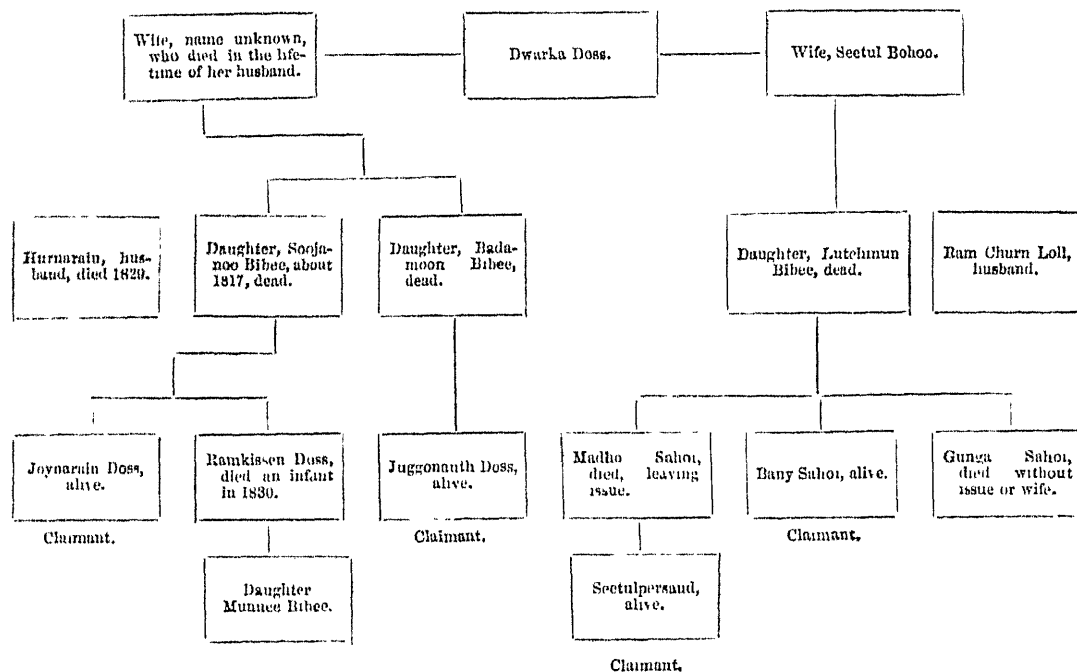 Wife, name unknown,
who died in the life-
time of her husband.
Dwarka Doss.
Wife, Seetul Bohoo.
Hurnarain, hus-
band, died 1829.
Daughter, Sooja-
noo Bibee, about
1817, dead.
Daughter, Bada-
moon Bibee,
dead.
Daughter, Lutchmun
Bibee, dead.
Ram Churn Loll,
husband.
Joynarain Doss,
alive.
Ramkissen Doss,
died an infant
in 1830.
Juggonauth Doss,
alive.
Madho Sahoi,
died, leaving
issue.
Bany Sahoi, alive.
Gunga Sahoi,
died without
issue or wife.
Claimant.
Claimant.
Claimant.
Daughter
Munnee Bibee.
Seetulpersaud,
alive.
Claimant.